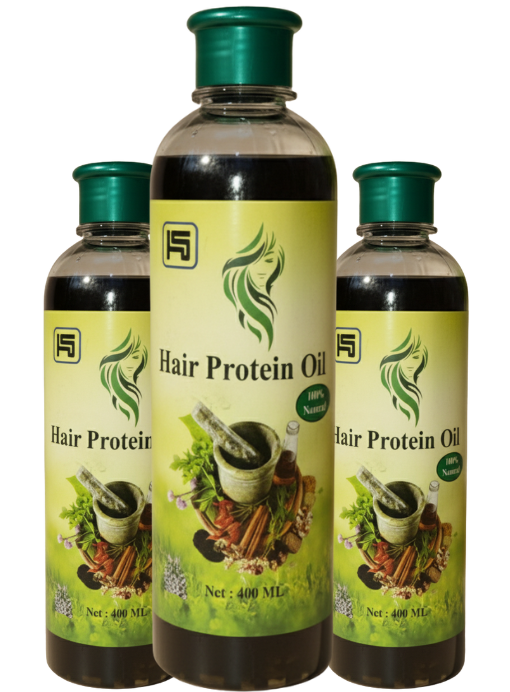 Hair Protein Oil
100%
Natural
Net : 400 ML
Hair Protein
Net : 400 ML
Hair Protein Oil
100%
Natural
Net : 400 ML